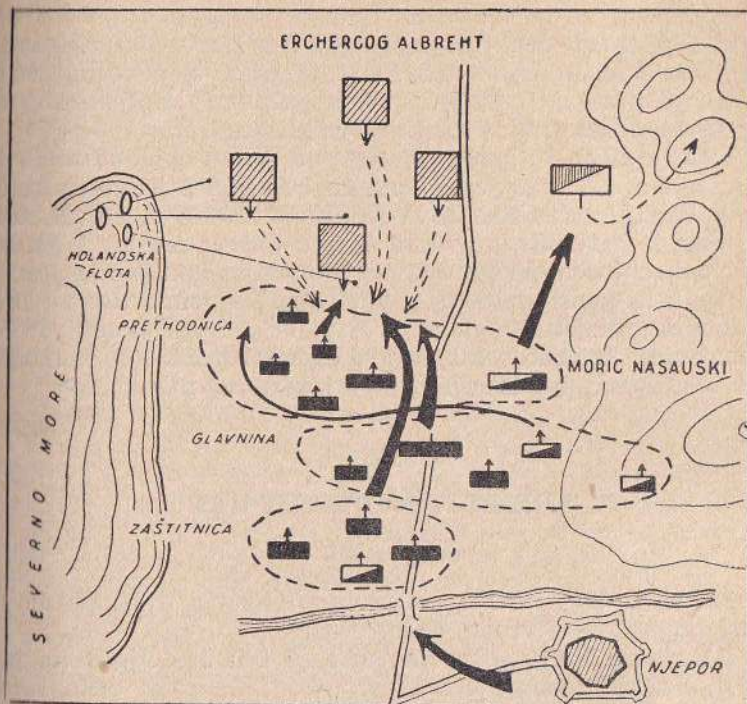 ERCHERCOG ALBREHT
HOLANDSKA
FLOTA
PRETHODNICA
MORIC NASAUSKI
GLAVNINA
ZAŠTITNICA
SEVERNO MORE
NJEPOR